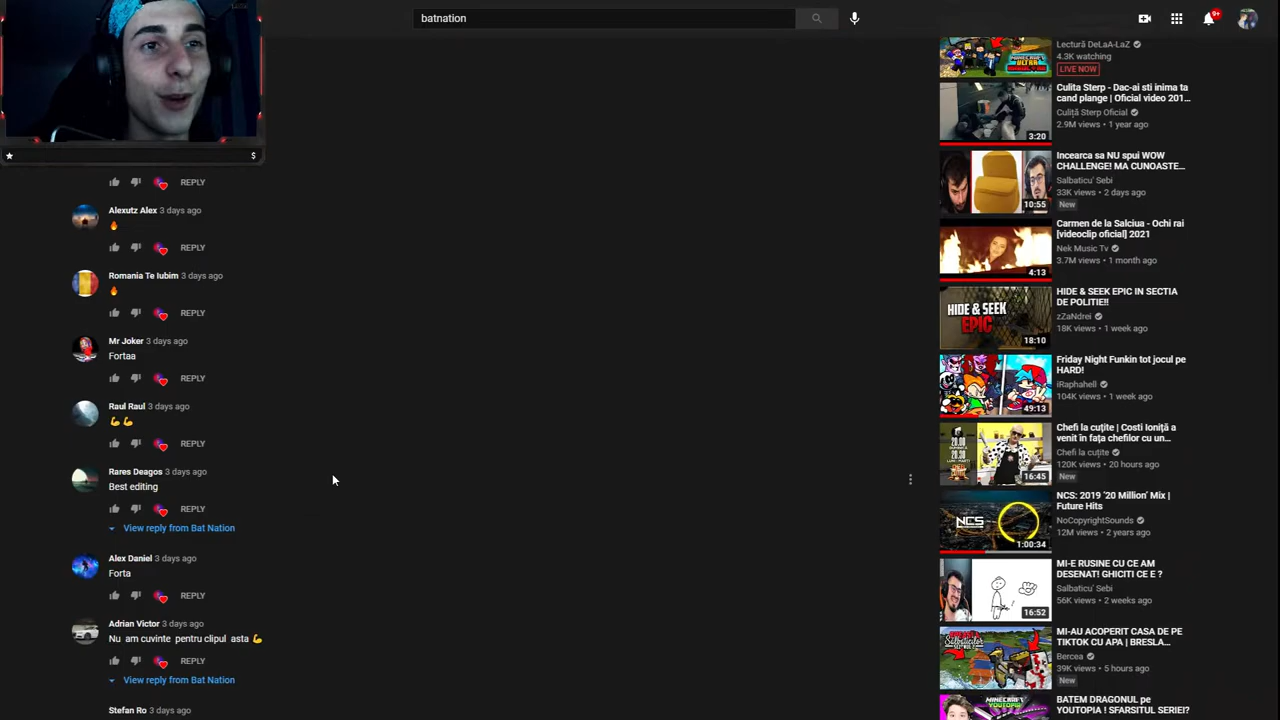 batnation
9+
Lectură DeLaA-LaZ
4.3K watching
LIVE NOW
Culita Sterp - Dac-ai sti inima ta
cand plange | Oficial video 201...
Culiță Sterp Oficial
2.9M views • 1 year ago
3:20
Incearca sa NU spui WOW
CHALLENGE! MA CUNOASTE...
Salbaticu' Sebi
33K views • 2 days ago
New
10:55
Carmen de la Salciua - Ochi rai
[videoclip oficial] 2021
Nek Music Tv
3.7M views • 1 month ago
4:13
HIDE & SEEK EPIC IN SECTIA
DE POLITIE!!
zZaNdrei
18K views • 1 week ago
HIDE & SEEK
EPIC
18:10
Friday Night Funkin tot jocul pe
HARD!
iRaphahell
104K views • 1 week ago
49:13
Chefi la cuțite | Costi Ioniță a
venit în fața chefilor cu un...
Chefi la cuțite
120K views • 20 hours ago
New
20.00
20.30
16:45
NCS: 2019 '20 Million' Mix |
Future Hits
NoCopyrightSounds
12M views • 2 years ago
NCS
1:00:34
MI-E RUSINE CU CE AM
DESENAT! GHICITI CE E ?
Salbaticu' Sebi
56K views • 2 weeks ago
16:52
MI-AU ACOPERIT CASA DE PE
TIKTOK CU APA | BRESLA...
Bercea
39K views • 5 hours ago
New
BATEM DRAGONUL pe
YOUTOPIA ! SFARSITUL SERIEI?
$
REPLY
Alexutz Alex 3 days ago
🔥
REPLY
Romania Te Iubim 3 days ago
🔥
REPLY
Mr Joker 3 days ago
Fortaa
REPLY
Raul Raul 3 days ago
💪💪
REPLY
Rares Deagos 3 days ago
Best editing
REPLY
View reply from Bat Nation
Alex Daniel 3 days ago
Forta
REPLY
Adrian Victor 3 days ago
Nu am cuvinte pentru clipul asta 💪
REPLY
View reply from Bat Nation
Stefan Ro 3 days ago